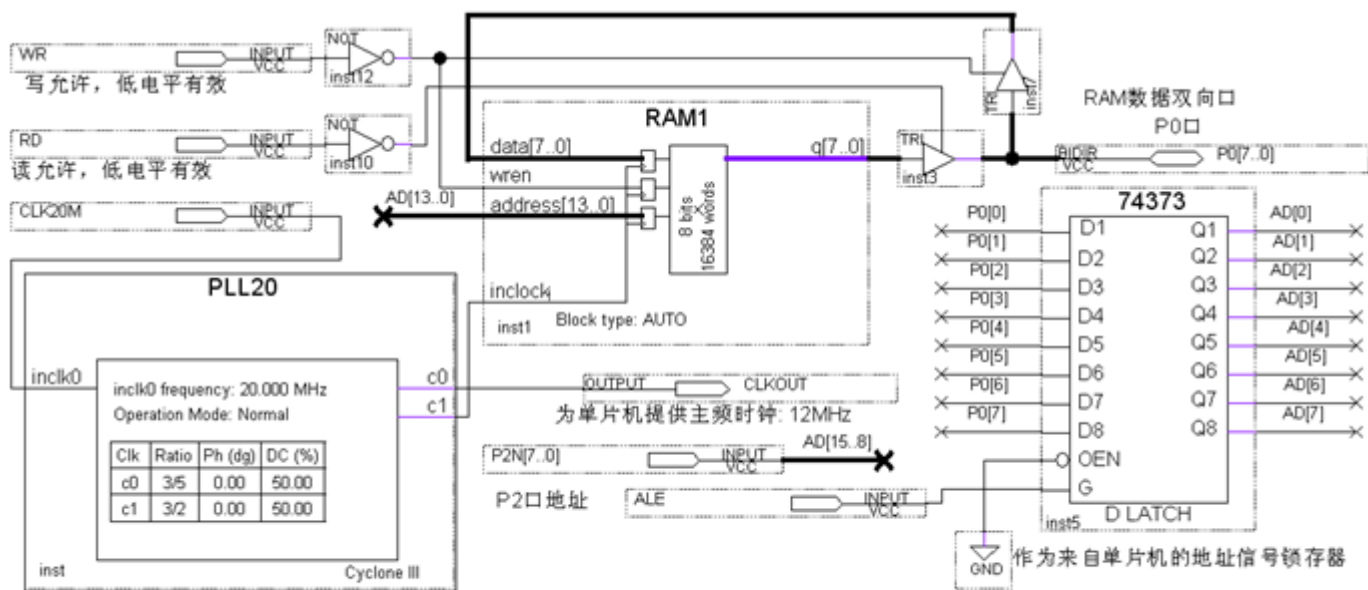 WR
INPUT
VCC
写允许，低电平有效
NOT
inst12
RD
INPUT
VCC
读允许，低电平有效
NOT
inst10
CLK20M
INPUT
VCC
RAM1
data[7..0]
wren
AD[13..0]
address[13..0]
q[7..0]
8 bits
16384 words
inclock
inst1
Block type: AUTO
TRI
inst3
TRI
inst7
RAM数据双向口
P0口
BIDIR
VCC
P0[7..0]
PLL20
inclk0
inclk0 frequency: 20.000 MHz
Operation Mode: Normal
Clk Ratio Ph (dg) DC (%)
c0 3/5 0.00 50.00
c1 3/2 0.00 50.00
c0
c1
inst
Cyclone III
OUTPUT
CLKOUT
为单片机提供主频时钟: 12MHz
P2N[7..0]
INPUT
VCC
AD[15..8]
P2口地址
ALE
INPUT
VCC
74373
P0[0] D1 Q1 AD[0]
P0[1] D2 Q2 AD[1]
P0[2] D3 Q3 AD[2]
P0[3] D4 Q4 AD[3]
P0[4] D5 Q5 AD[4]
P0[5] D6 Q6 AD[5]
P0[6] D7 Q7 AD[6]
P0[7] D8 Q8 AD[7]
OEN
G
inst5
D LATCH
GND
作为来自单片机的地址信号锁存器